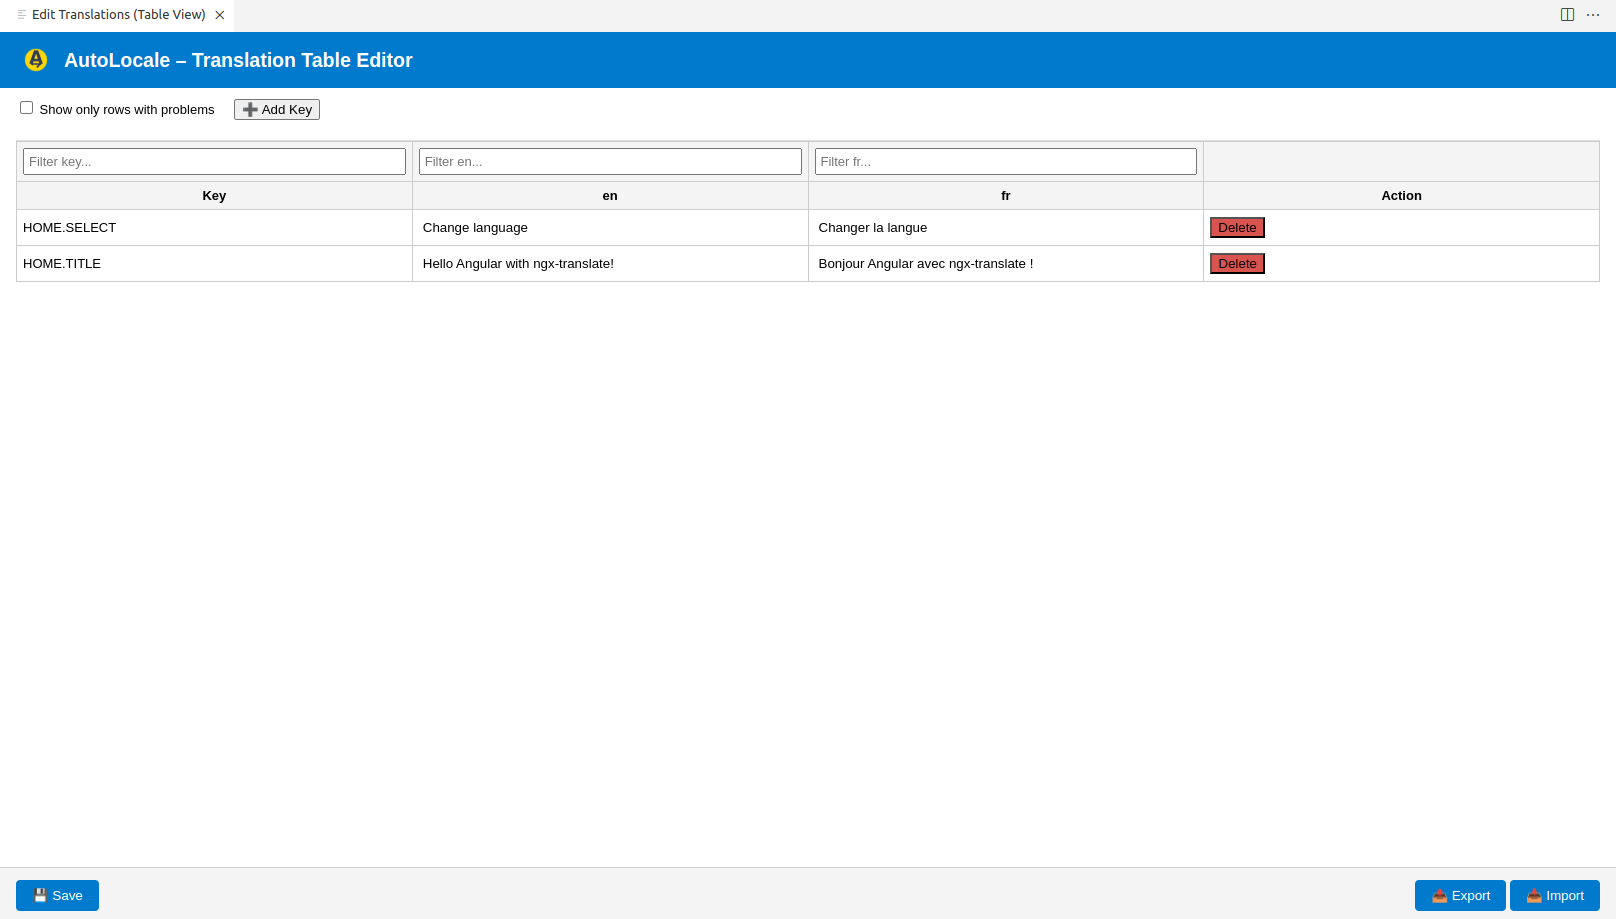 Edit Translations (Table View)
AutoLocale – Translation Table Editor
Show only rows with problems ➕ Add Key
Filter key... Filter en... Filter fr...
Key en fr Action
HOME.SELECT Change language Changer la langue Delete
HOME.TITLE Hello Angular with ngx-translate! Bonjour Angular avec ngx-translate ! Delete
💾 Save 📤 Export 📥 Import